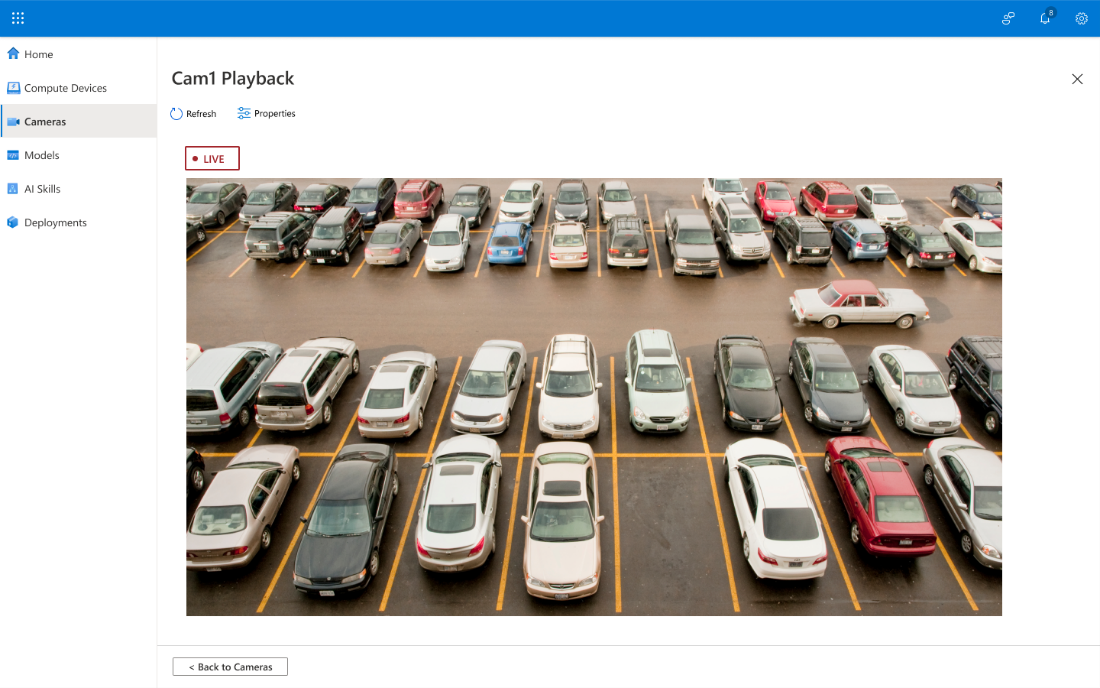 8
Home
Compute Devices
Cameras
Models
AI Skills
Deployments
Cam1 Playback
Refresh
Properties
LIVE
< Back to Cameras